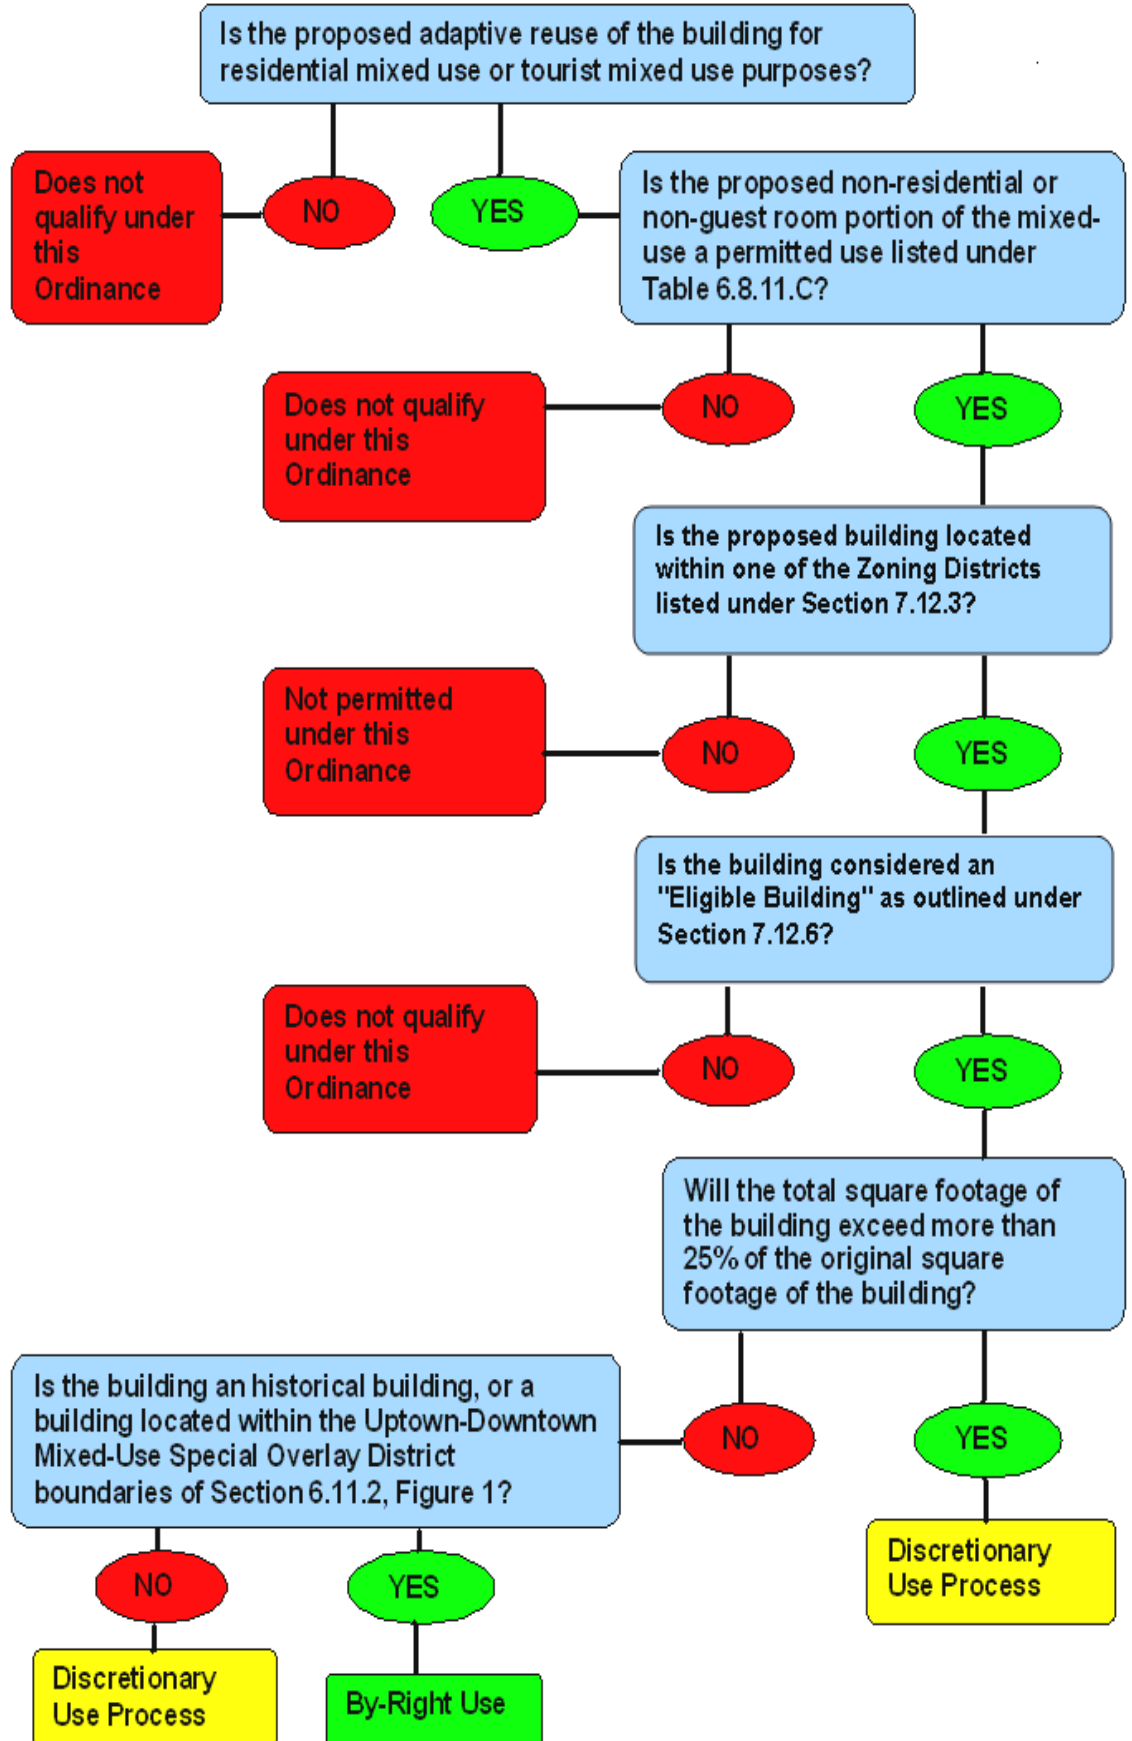 Is the proposed adaptive reuse of the building for
residential mixed use or tourist mixed use purposes?
Does not
qualify under
this
Ordinance
NO
YES
Is the proposed non-residential or
non-guest room portion of the mixed-
use a permitted use listed under
Table 6.8.11.C?
Does not qualify
under this
Ordinance
NO
YES
Is the proposed building located
within one of the Zoning Districts
listed under Section 7.12.3?
Not permitted
under this
Ordinance
NO
YES
Is the building considered an
"Eligible Building" as outlined under
Section 7.12.6?
Does not qualify
under this
Ordinance
NO
YES
Will the total square footage of
the building exceed more than
25% of the original square
footage of the building?
Is the building an historical building, or a
building located within the Uptown-Downtown
Mixed-Use Special Overlay District
boundaries of Section 6.11.2, Figure 1?
NO
YES
Discretionary
Use Process
NO
YES
Discretionary
Use Process
By-Right Use